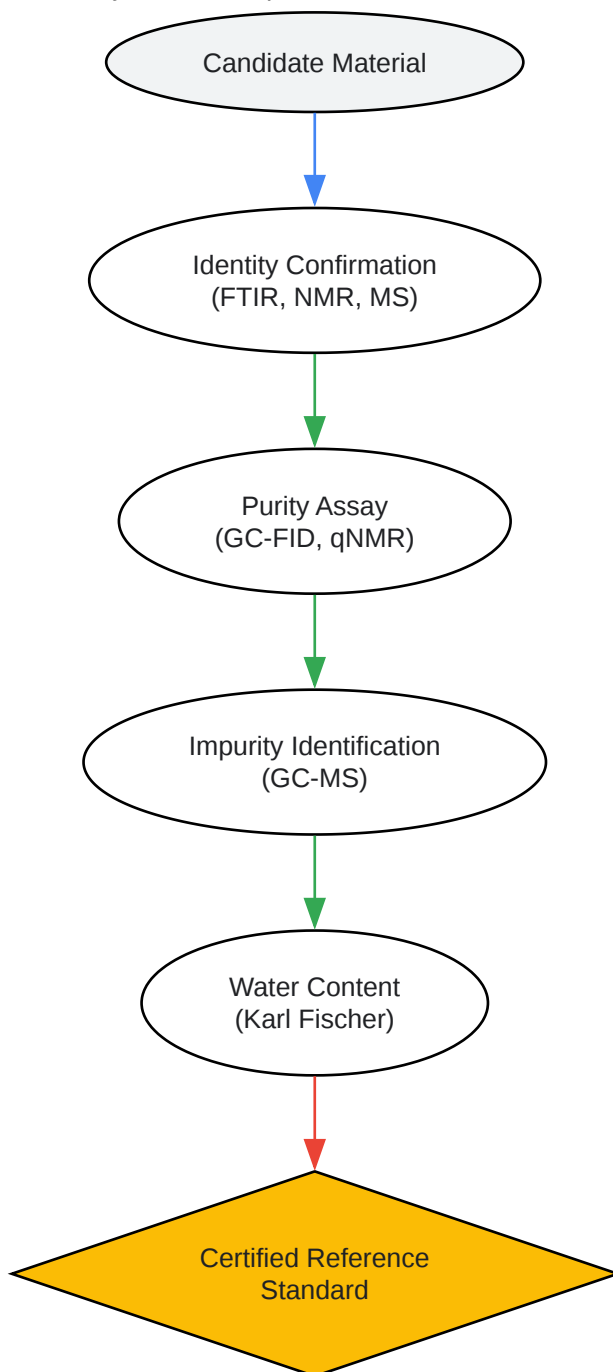 Candidate Material
Identity Confirmation
(FTIR, NMR, MS)
Purity Assay
(GC-FID, qNMR)
Impurity Identification
(GC-MS)
Water Content
(Karl Fischer)
Certified Reference
Standard